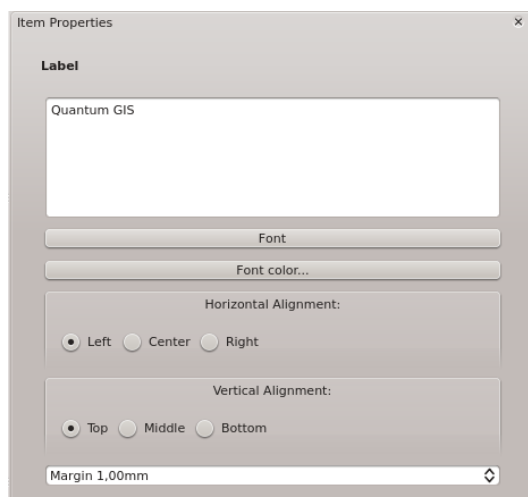 Item Properties
Label
Quantum GIS
Font
Font color...
Horizontal Alignment:
Left Center Right
Vertical Alignment:
Top Middle Bottom
Margin 1,00mm